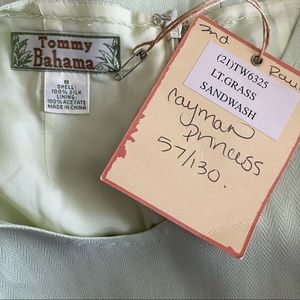 Tommy
Bahama
8
SHELL:
100% SILK
LINING:
100% ACETATE
MADE IN CHINA
2nd
(21)TW6325
LT.GRASS
SANDWASH
Cayman
Princess
57/130.